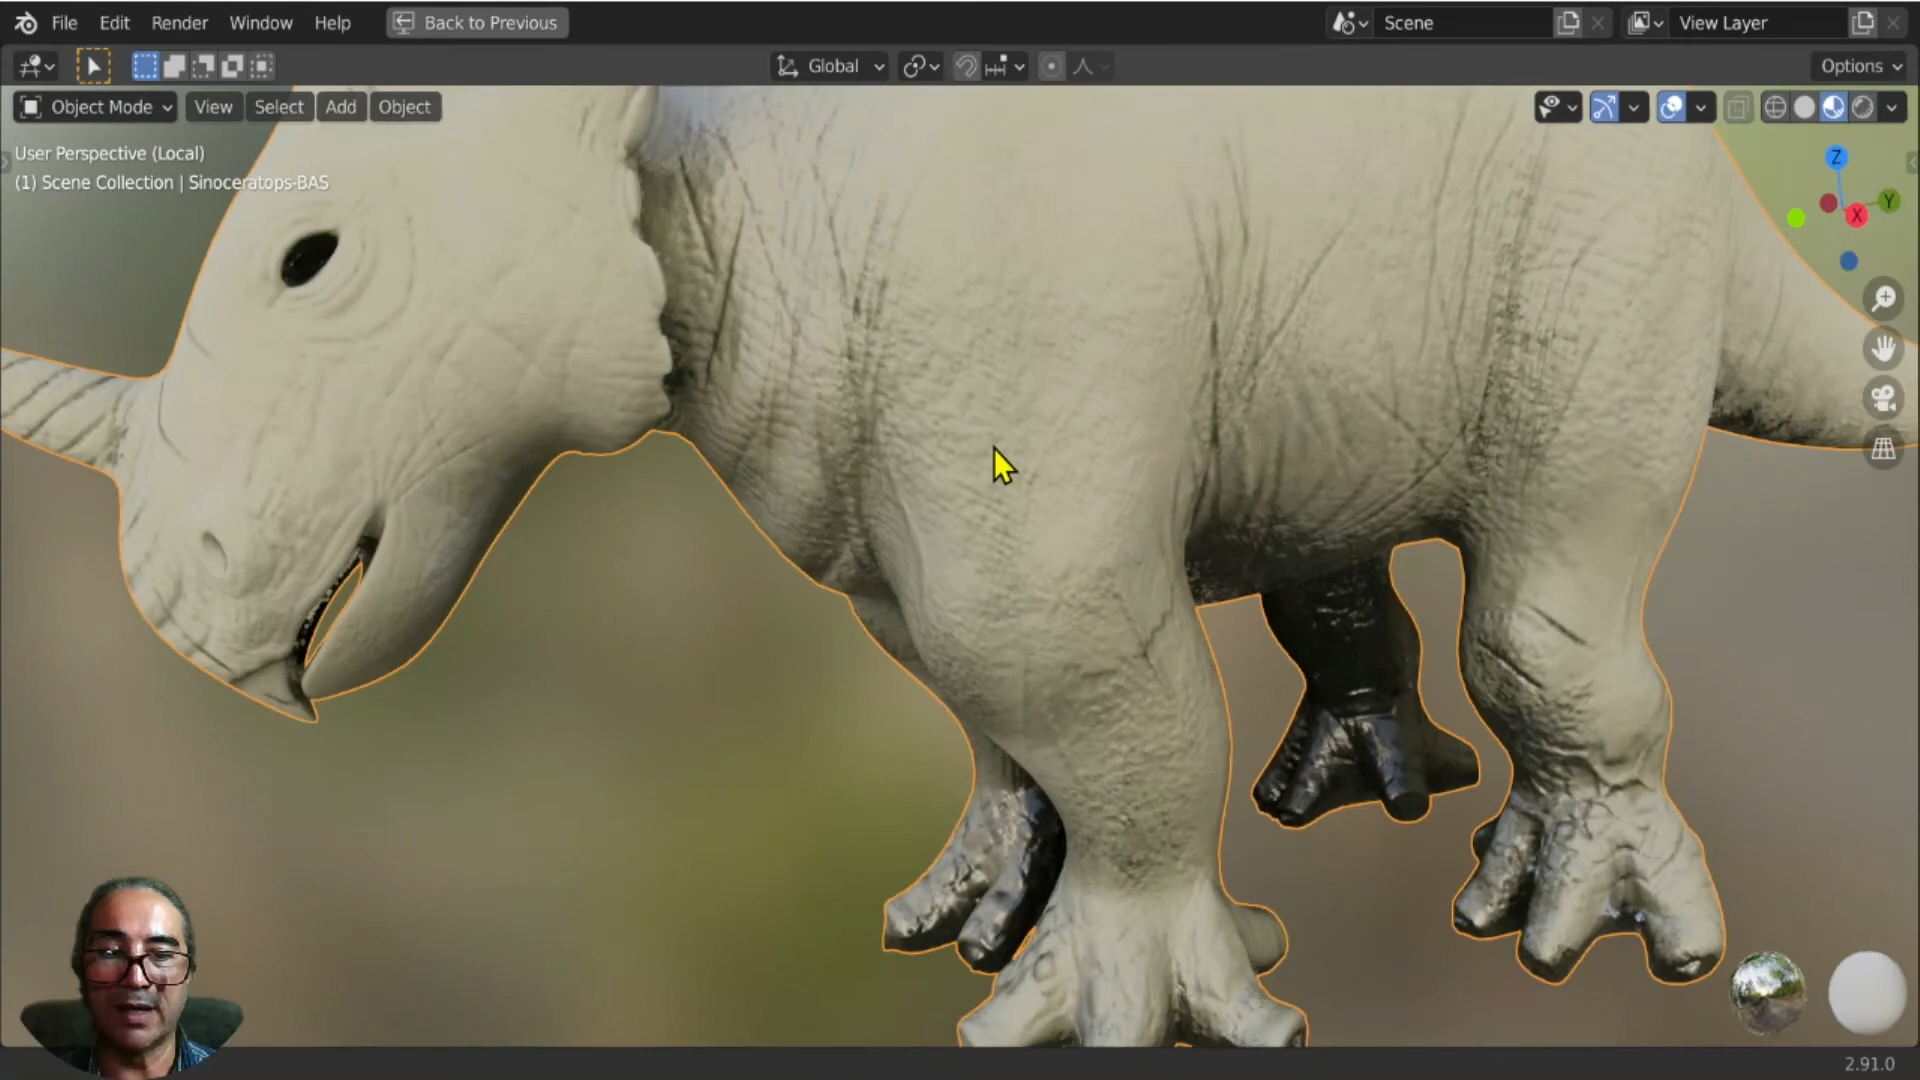 File Edit Render Window Help Back to Previous Scene View Layer
Global Options
Object Mode View Select Add Object
User Perspective (Local)
(1) Scene Collection | Sinoceratops-BAS
Z
Y
X
2.91.0